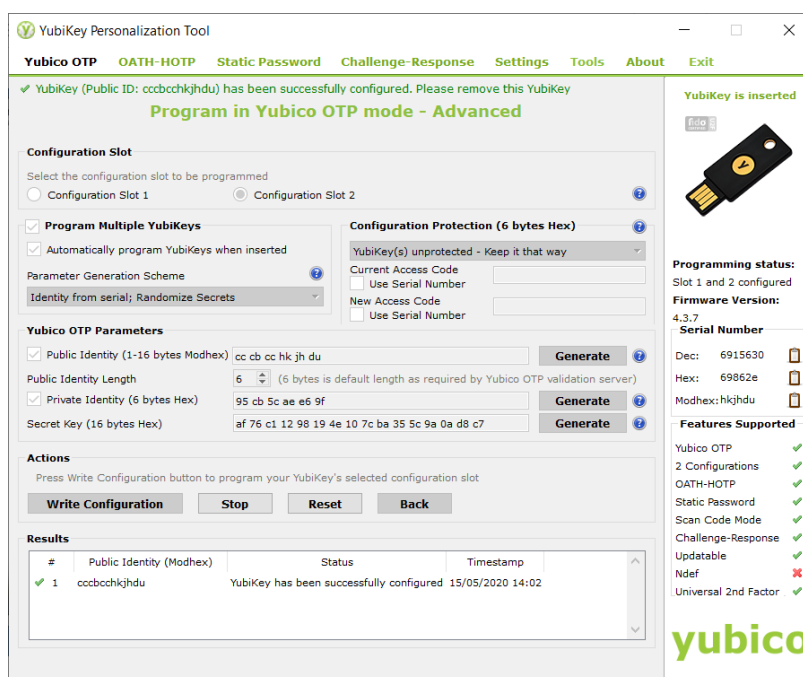 YubiKey Personalization Tool
Yubico OTP OATH-HOTP Static Password Challenge-Response Settings Tools About Exit
YubiKey (Public ID: cccbcchkjhdu) has been successfully configured. Please remove this YubiKey
Program in Yubico OTP mode - Advanced
Configuration Slot
Select the configuration slot to be programmed
Configuration Slot 1 Configuration Slot 2
Program Multiple YubiKeys
Automatically program YubiKeys when inserted
Parameter Generation Scheme
Identity from serial; Randomize Secrets
Configuration Protection (6 bytes Hex)
YubiKey(s) unprotected - Keep it that way
Current Access Code
Use Serial Number
New Access Code
Use Serial Number
Yubico OTP Parameters
Public Identity (1-16 bytes Modhex) cc cb cc hk jh du Generate
Public Identity Length 6 (6 bytes is default length as required by Yubico OTP validation server)
Private Identity (6 bytes Hex) 95 cb 5c ae e6 9f Generate
Secret Key (16 bytes Hex) af 76 c1 12 98 19 4e 10 7c ba 35 5c 9a 0a d8 c7 Generate
Actions
Press Write Configuration button to program your YubiKey's selected configuration slot
Write Configuration Stop Reset Back
Results
# Public Identity (Modhex) Status Timestamp
1 cccbcchkjhdu YubiKey has been successfully configured 15/05/2020 14:02
YubiKey is inserted
fido
Programming status:
Slot 1 and 2 configured
Firmware Version:
4.3.7
Serial Number
Dec: 6915630
Hex: 69862e
Modhex: hkjhdu
Features Supported
Yubico OTP
2 Configurations
OATH-HOTP
Static Password
Scan Code Mode
Challenge-Response
Updatable
Ndef
Universal 2nd Factor
yubico